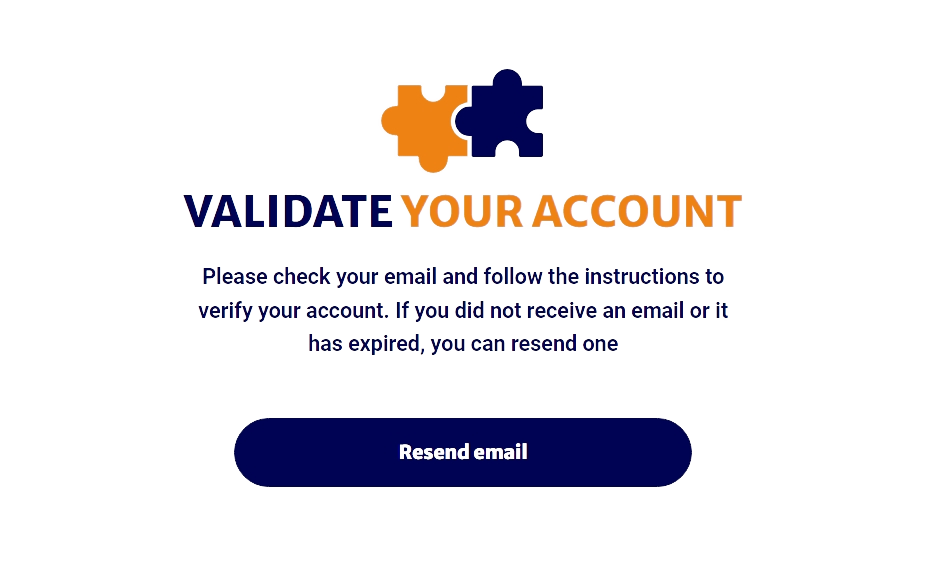 VALIDATE YOUR ACCOUNT
Please check your email and follow the instructions to
verify your account. If you did not receive an email or it
has expired, you can resend one
Resend email